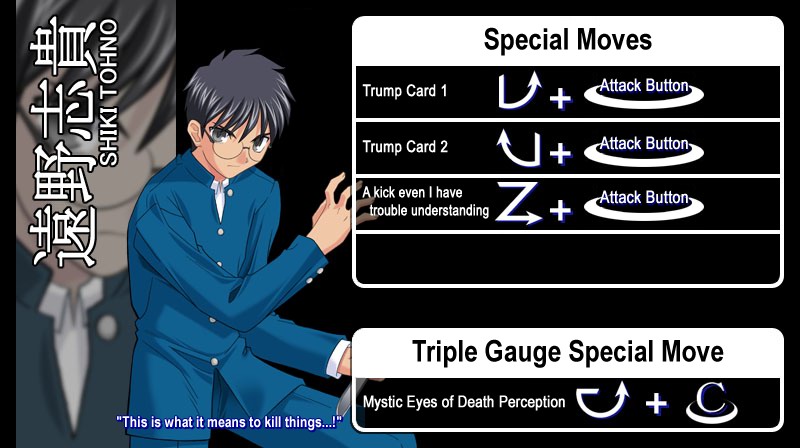 遠野志貴
SHIKI TOHNO
Special Moves
Trump Card 1 + Attack Button
Trump Card 2 + Attack Button
A kick even I have
trouble understanding + Attack Button
Triple Gauge Special Move
Mystic Eyes of Death Perception + C
"This is what it means to kill things...!"